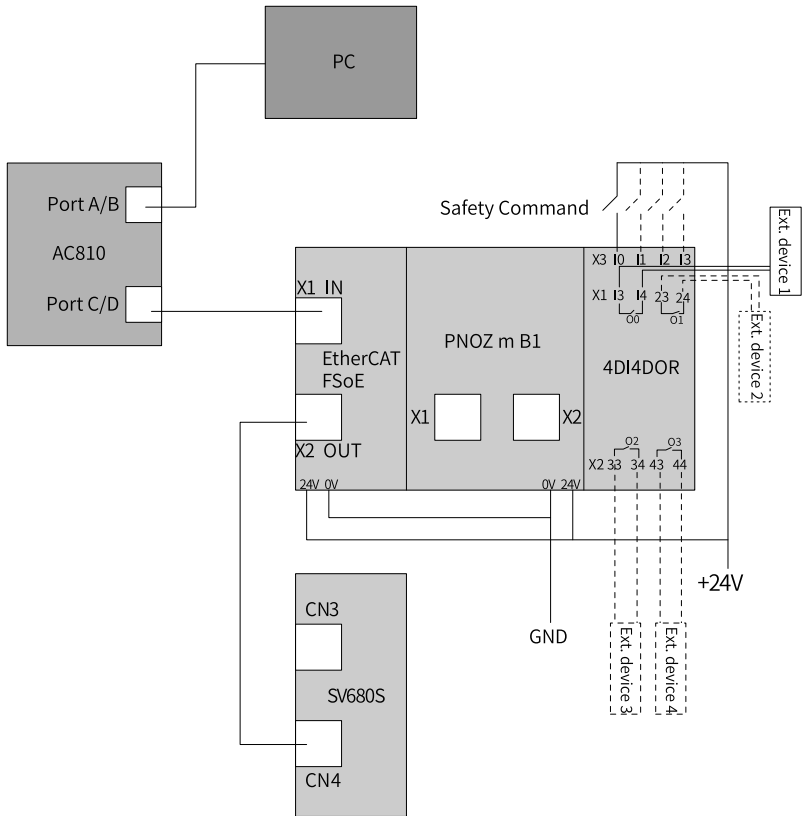 PC
Port A/B
AC810
Port C/D
Safety Command
X3 I0 I1 I2 I3
X1 I3 I4 23 24
O0 O1
Ext. device 1
Ext. device 2
X1 IN
EtherCAT
FSoE
X2 OUT
24V 0V
PNOZ m B1
X1
X2
0V 24V
4DI4DOR
O2 O3
X2 33 34 43 44
+24V
GND
Ext. device 3
Ext. device 4
CN3
SV680S
CN4